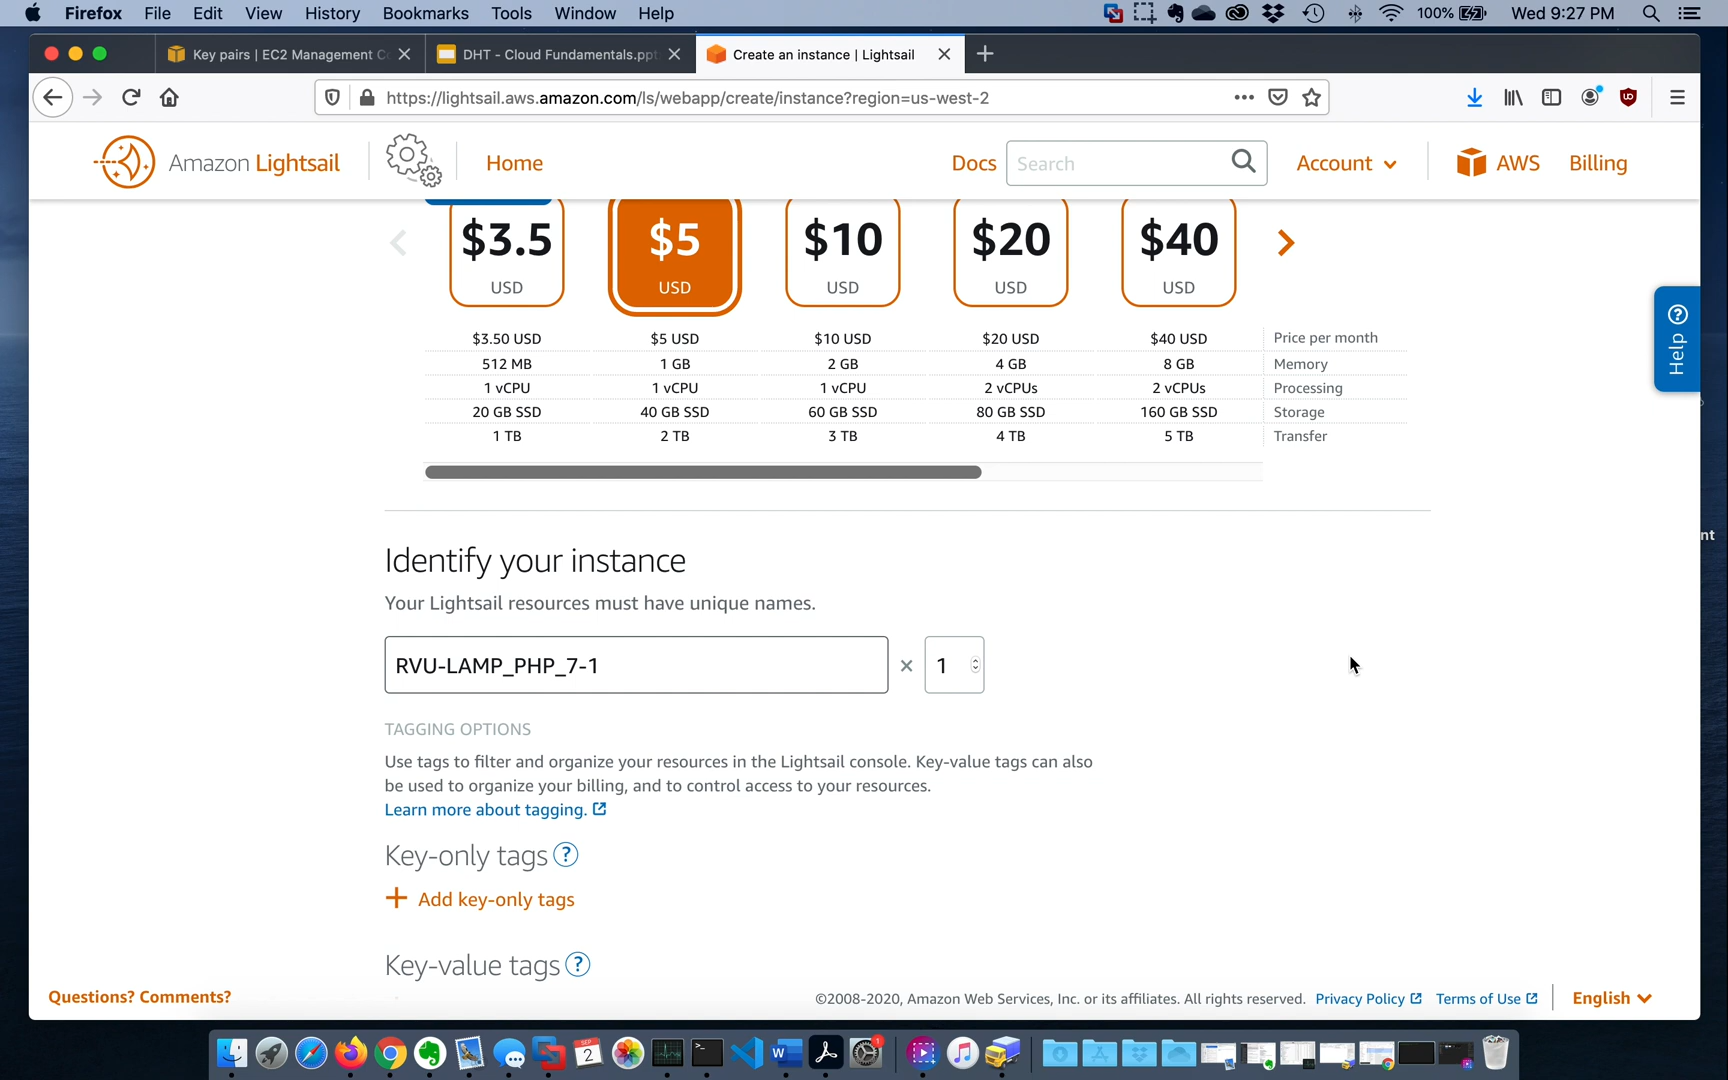 Firefox File Edit View History Bookmarks Tools Window Help 100% Wed 9:27 PM
Key pairs | EC2 Management Co DHT - Cloud Fundamentals.ppt Create an instance | Lightsail
https://lightsail.aws.amazon.com/ls/webapp/create/instance?region=us-west-2
Amazon Lightsail Home Docs Search Account AWS Billing
$3.5 $5 $10 $20 $40
USD USD USD USD USD
$3.50 USD $5 USD $10 USD $20 USD $40 USD Price per month
512 MB 1 GB 2 GB 4 GB 8 GB Memory
1 vCPU 1 vCPU 1 vCPU 2 vCPUs 2 vCPUs Processing
20 GB SSD 40 GB SSD 60 GB SSD 80 GB SSD 160 GB SSD Storage
1 TB 2 TB 3 TB 4 TB 5 TB Transfer
Help
nt
Identify your instance
Your Lightsail resources must have unique names.
RVU-LAMP_PHP_7-1 × 1
TAGGING OPTIONS
Use tags to filter and organize your resources in the Lightsail console. Key-value tags can also
be used to organize your billing, and to control access to your resources.
Learn more about tagging.
Key-only tags ?
+ Add key-only tags
Key-value tags ?
Questions? Comments? ©2008-2020, Amazon Web Services, Inc. or its affiliates. All rights reserved. Privacy Policy Terms of Use English
SEP
2
W
1